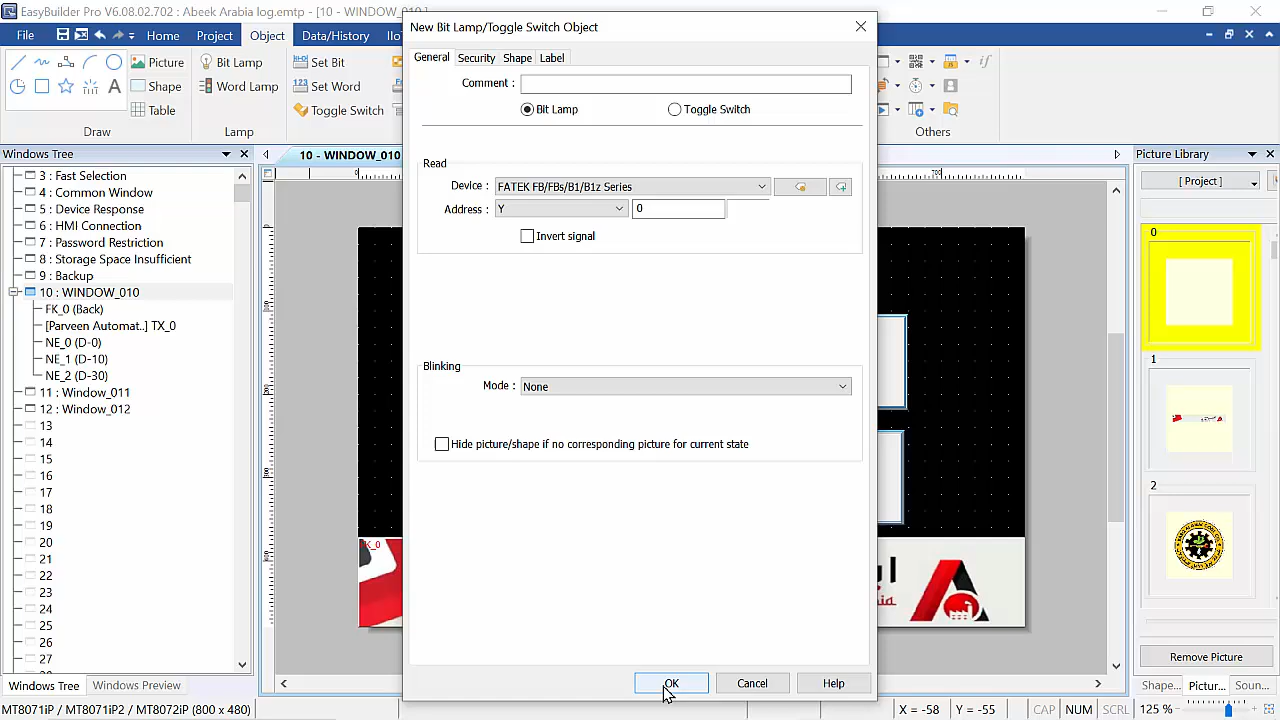 EasyBuilder Pro V6.08.02.702 : Abeek Arabia log.emtp - [10 - WINDOW_010 ]
File
Home
Project
Object
Data/History
Picture
Shape
Table
Draw
Bit Lamp
Word Lamp
Lamp
Set Bit
Set Word
Toggle Switch
Others
Windows Tree
3 : Fast Selection
4 : Common Window
5 : Device Response
6 : HMI Connection
7 : Password Restriction
8 : Storage Space Insufficient
9 : Backup
10 : WINDOW_010
FK_0 (Back)
[Parveen Automat..] TX_0
NE_0 (D-0)
NE_1 (D-10)
NE_2 (D-30)
11 : Window_011
12 : Window_012
13
14
15
16
17
18
19
20
21
22
23
24
25
26
27
Windows Tree
Windows Preview
10 - WINDOW_010
New Bit Lamp/Toggle Switch Object
General
Security
Shape
Label
Comment :
Bit Lamp
Toggle Switch
Read
Device :
FATEK FB/FBs/B1/B1z Series
Address :
Y
0
Invert signal
Blinking
Mode :
None
Hide picture/shape if no corresponding picture for current state
OK
Cancel
Help
Picture Library
[ Project ]
0
1
2
Remove Picture
Shape...
Pictur...
Soun...
MT8071iP / MT8071iP2 / MT8072iP (800 x 480)
X = -58
Y = -55
CAP
NUM
SCRL
125 %